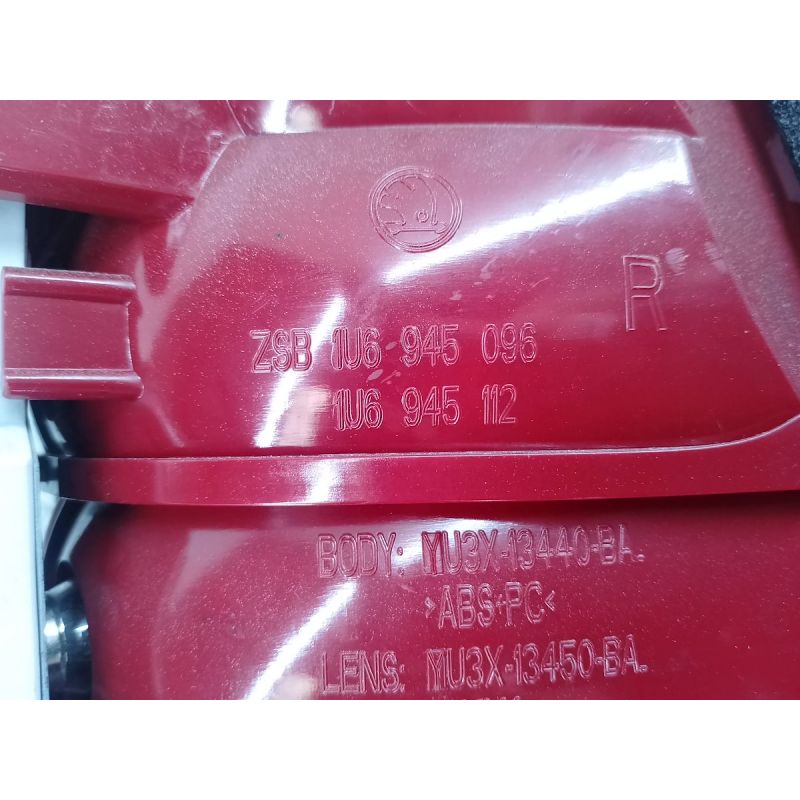 R
ZSB 1U6 945 096
1U6 945 112
BODY: MU3X-13440-BA.
>ABS+PC<
LENS: MU3X-13450-BA.